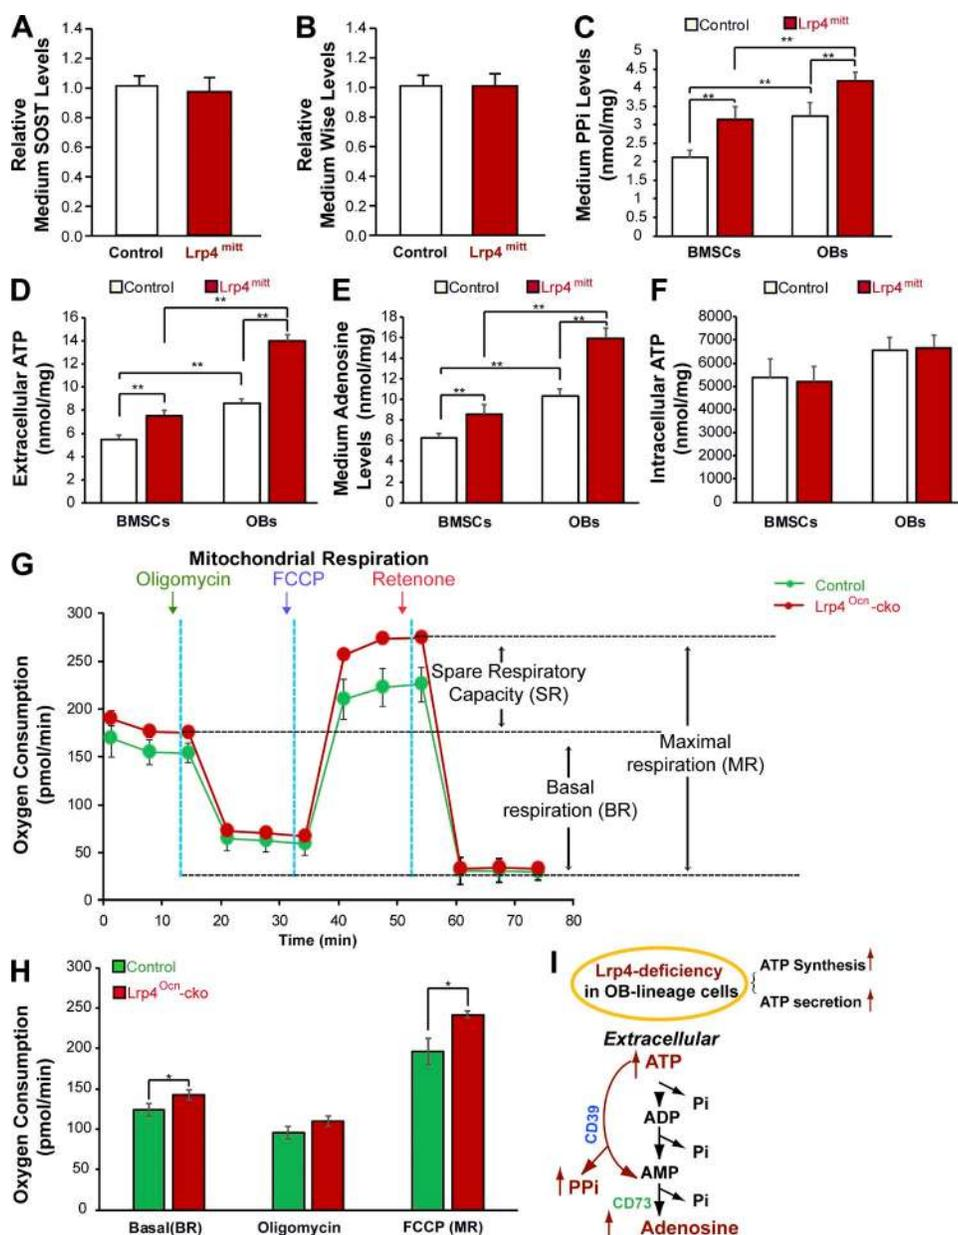 A
Relative
Medium SOST Levels
1.4
1.2
1.0
0.8
0.6
0.4
0.2
0.0
Control
Lrp4 mitt
B
Relative
Medium Wise Levels
1.4
1.2
1.0
0.8
0.6
0.4
0.2
0.0
Control
Lrp4 mitt
C
Control
Lrp4 mitt
Medium PPi Levels
(nmol/mg)
5
4.5
4
3.5
3
2.5
2
1.5
1
0.5
0
**
**
**
**
BMSCs
OBs
D
Control
Lrp4 mitt
Extracellular ATP
(nmol/mg)
16
14
12
10
8
6
4
2
0
**
**
**
**
BMSCs
OBs
E
Control
Lrp4 mitt
Medium Adenosine
Levels (nmol/mg)
18
16
14
12
10
8
6
4
2
0
**
**
**
**
BMSCs
OBs
F
Control
Lrp4 mitt
Intracellular ATP
(nmol/mg)
8000
7000
6000
5000
4000
3000
2000
1000
0
BMSCs
OBs
G
Mitochondrial Respiration
Oligomycin
FCCP
Retenone
Control
Lrp4 Ocn-cko
Oxygen Consumption
(pmol/min)
300
250
200
150
100
50
0
0
10
20
30
40
50
60
70
80
Time (min)
Spare Respiratory
Capacity (SR)
Basal
respiration (BR)
Maximal
respiration (MR)
H
Control
Lrp4 Ocn-cko
Oxygen Consumption
(pmol/min)
300
250
200
150
100
50
0
*
*
Basal(BR)
Oligomycin
FCCP (MR)
I
Lrp4-deficiency
in OB-lineage cells
ATP Synthesis
ATP secretion
Extracellular
ATP
Pi
ADP
CD39
Pi
AMP
PPi
CD73
Pi
Adenosine